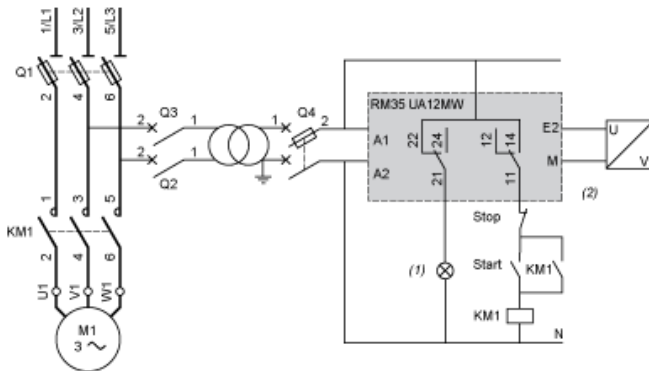 1/L1
3/L2
5/L3
Q1
2
4
6
Q3
2
1
2
Q2
1
1
Q4
2
1
RM35 UA12MW
A1
A2
22
24
21
12
14
11
E2
M
U
V
(2)
Stop
Start
KM1
(1)
KM1
N
1
3
5
KM1
2
4
6
U1
V1
W1
M1
3